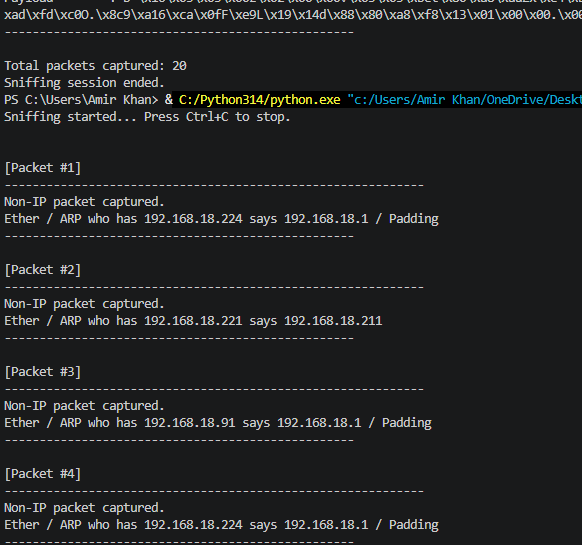 xad\xfd\xc0O.\x8c9\xa16\xca\x0fF\xe9L\x19\x14d\x88\x80\xa8\xf8\x13\x01\x00\x00.\x00
--------------------------------------------------
Total packets captured: 20
Sniffing session ended.
PS C:\Users\Amir Khan> & C:/Python314/python.exe "c:/Users/Amir Khan/OneDrive/Deskt
Sniffing started... Press Ctrl+C to stop.
[Packet #1]
------------------------------------------------------------
Non-IP packet captured.
Ether / ARP who has 192.168.18.224 says 192.168.18.1 / Padding
--------------------------------------------------
[Packet #2]
------------------------------------------------------------
Non-IP packet captured.
Ether / ARP who has 192.168.18.221 says 192.168.18.211
--------------------------------------------------
[Packet #3]
------------------------------------------------------------
Non-IP packet captured.
Ether / ARP who has 192.168.18.91 says 192.168.18.1 / Padding
--------------------------------------------------
[Packet #4]
------------------------------------------------------------
Non-IP packet captured.
Ether / ARP who has 192.168.18.224 says 192.168.18.1 / Padding
--------------------------------------------------